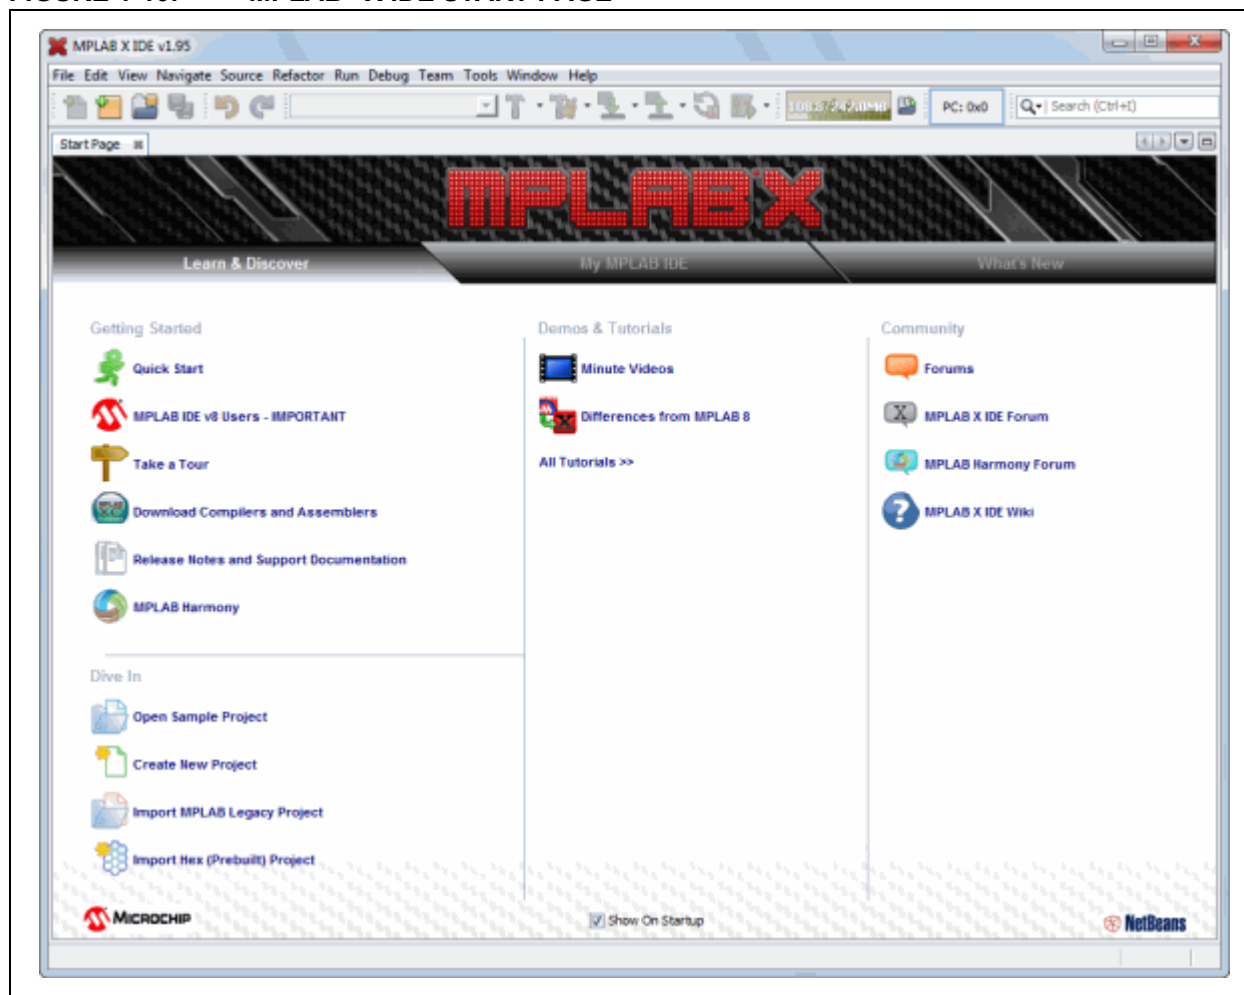 MPLAB X IDE v1.95
File Edit View Navigate Source Refactor Run Debug Team Tools Window Help
PC: 0x0
Search (Ctrl+I)
Start Page
MPLAB X
Learn & Discover
My MPLAB IDE
What's New
Getting Started
Quick Start
MPLAB IDE v8 Users - IMPORTANT
Take a Tour
Download Compilers and Assemblers
Release Notes and Support Documentation
MPLAB Harmony
Dive In
Open Sample Project
Create New Project
Import MPLAB Legacy Project
Import Hex (Prebuilt) Project
Demos & Tutorials
Minute Videos
Differences from MPLAB 8
All Tutorials >>
Community
Forums
MPLAB X IDE Forum
MPLAB Harmony Forum
MPLAB X IDE Wiki
MICROCHIP
Show On Startup
NetBeans